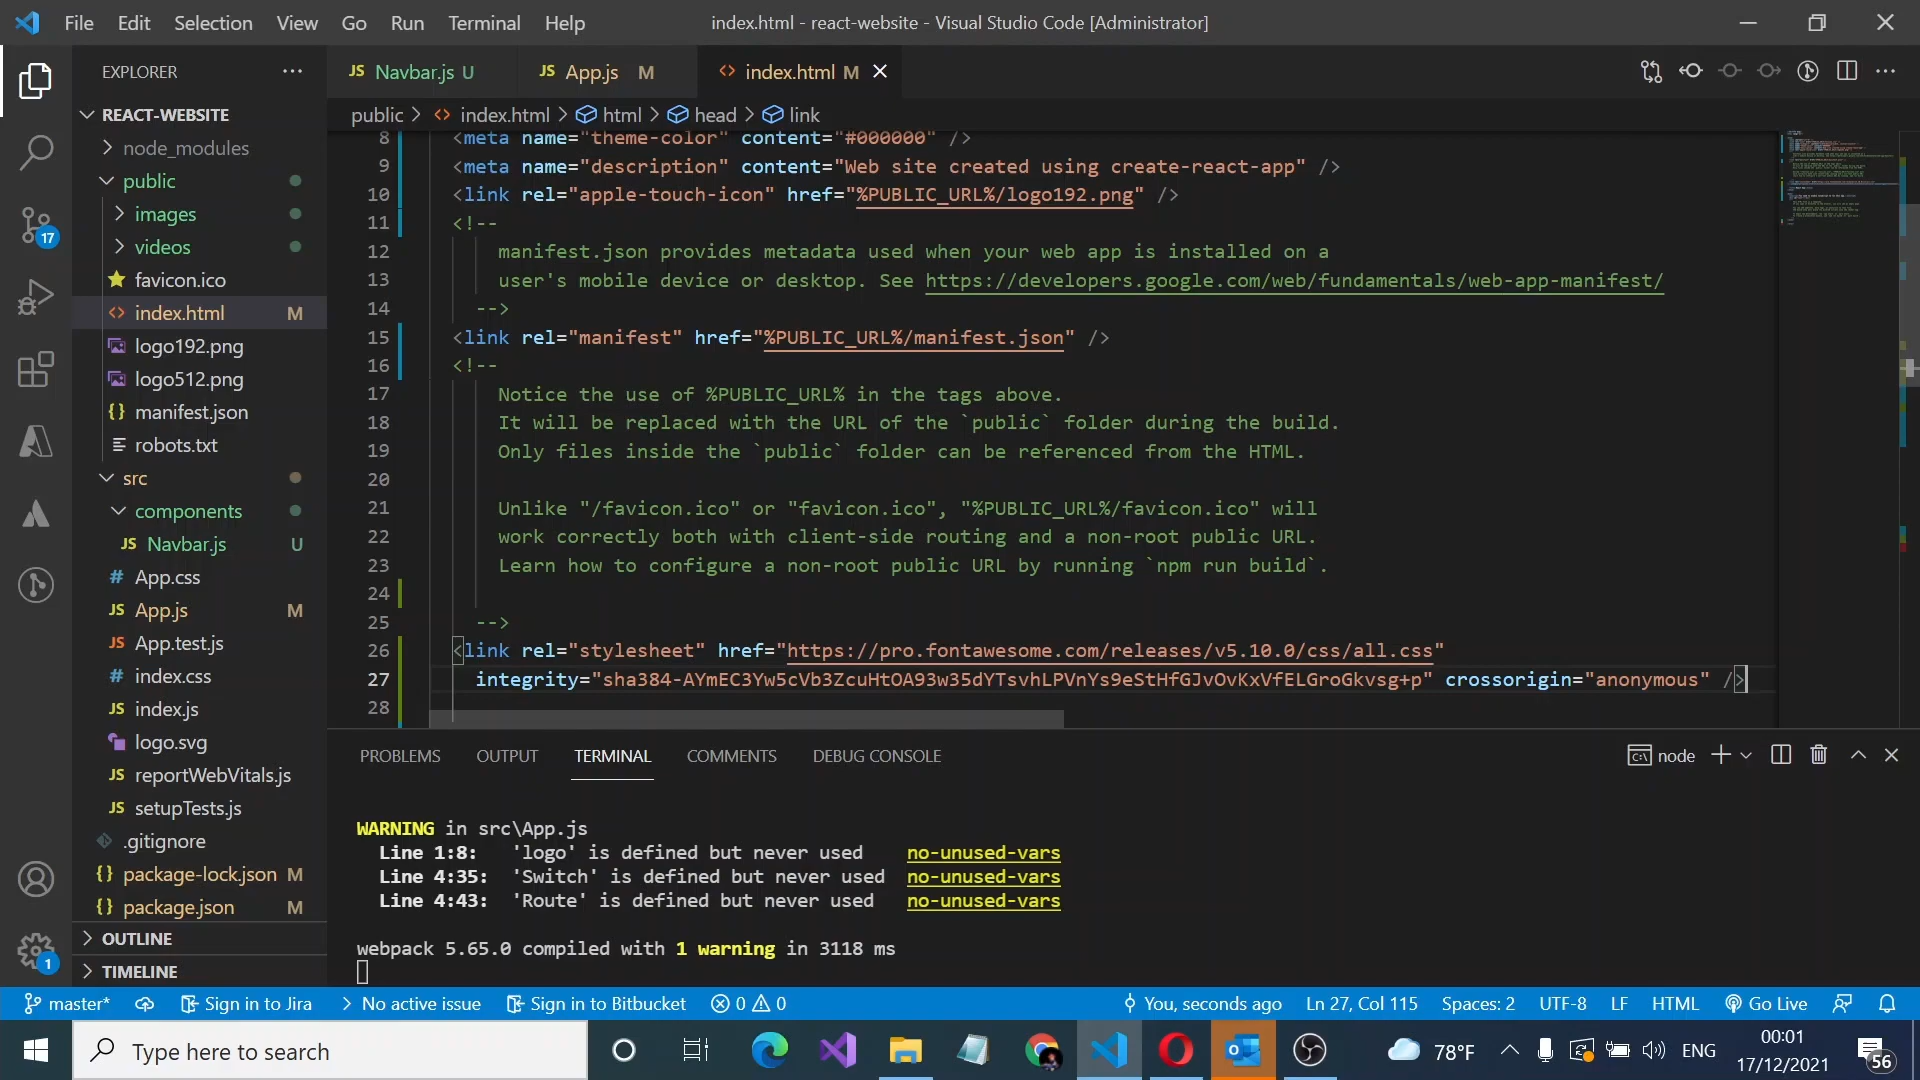 File Edit Selection View Go Run Terminal Help
index.html - react-website - Visual Studio Code [Administrator]
EXPLORER
JS Navbar.js U
JS App.js M
<> index.html M
public > <> index.html > html > head > link
REACT-WEBSITE
node_modules
public
images
videos
favicon.ico
<> index.html M
logo192.png
logo512.png
{} manifest.json
robots.txt
src
components
JS Navbar.js U
# App.css
JS App.js M
JS App.test.js
# index.css
JS index.js
logo.svg
JS reportWebVitals.js
JS setupTests.js
.gitignore
{} package-lock.json M
{} package.json M
OUTLINE
TIMELINE
17
1
8 <meta name="theme-color" content="#000000" />
9 <meta name="description" content="Web site created using create-react-app" />
10 <link rel="apple-touch-icon" href="%PUBLIC_URL%/logo192.png" />
11 <!--
12 manifest.json provides metadata used when your web app is installed on a
13 user's mobile device or desktop. See https://developers.google.com/web/fundamentals/web-app-manifest/
14 -->
15 <link rel="manifest" href="%PUBLIC_URL%/manifest.json" />
16 <!--
17 Notice the use of %PUBLIC_URL% in the tags above.
18 It will be replaced with the URL of the `public` folder during the build.
19 Only files inside the `public` folder can be referenced from the HTML.
20
21 Unlike "/favicon.ico" or "favicon.ico", "%PUBLIC_URL%/favicon.ico" will
22 work correctly both with client-side routing and a non-root public URL.
23 Learn how to configure a non-root public URL by running `npm run build`.
24
25 -->
26 <link rel="stylesheet" href="https://pro.fontawesome.com/releases/v5.10.0/css/all.css"
27 integrity="sha384-AYmEC3Yw5cVb3ZcuHtOA93w35dYTsvhLPVnYs9eStHfGJvOvKxVfELGroGkvsg+p" crossorigin="anonymous" />
28
PROBLEMS OUTPUT TERMINAL COMMENTS DEBUG CONSOLE
node
WARNING in src\App.js
Line 1:8: 'logo' is defined but never used no-unused-vars
Line 4:35: 'Switch' is defined but never used no-unused-vars
Line 4:43: 'Route' is defined but never used no-unused-vars
webpack 5.65.0 compiled with 1 warning in 3118 ms
master* Sign in to Jira > No active issue Sign in to Bitbucket 0 0
You, seconds ago Ln 27, Col 115 Spaces: 2 UTF-8 LF HTML Go Live
Type here to search
78°F
ENG
00:01
17/12/2021
56